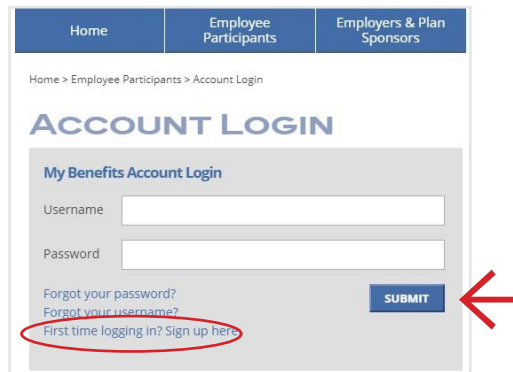 Home
Employee Participants
Employers & Plan Sponsors
Home > Employee Participants > Account Login
ACCOUNT LOGIN
My Benefits Account Login
Username
Password
Forgot your password?
SUBMIT
Forgot your username?
First time logging in? Sign up here